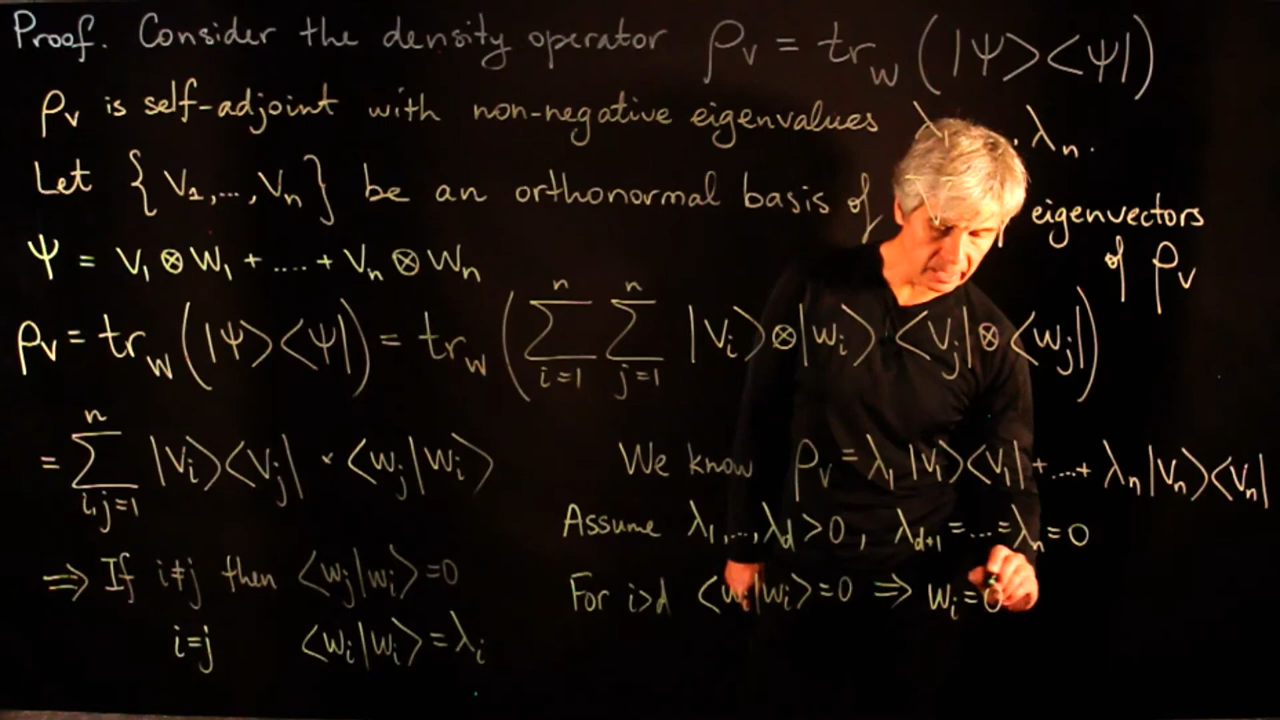 Proof. Consider the density operator ρ_V = tr_W (|Ψ><Ψ|)
ρ_V is self-adjoint with non-negative eigenvalues λ , λ_n.
Let {V_1,...,V_n} be an orthonormal basis of V eigenvectors
of ρ_V
Ψ = V_1 ⊗ W_1 + .... + V_n ⊗ W_n
ρ_V = tr_W (|Ψ><Ψ|) = tr_W (∑_{i=1}^{n} ∑_{j=1}^{n} |V_i>⊗|W_i> <V_j|⊗<W_j|)
= ∑_{i,j=1}^{n} |V_i><V_j| × <W_j|W_i>
We know ρ_V = λ_1 |V_1><V_1| + ... + λ_n |V_n><V_n|
Assume λ_1,...,λ_d > 0, λ_{d+1} = ... = λ_n = 0
⇒ If i≠j then <W_j|W_i> = 0
i=j <W_i|W_i> = λ_i
For i>d <W_i|W_i> = 0 ⇒ W_i = 0